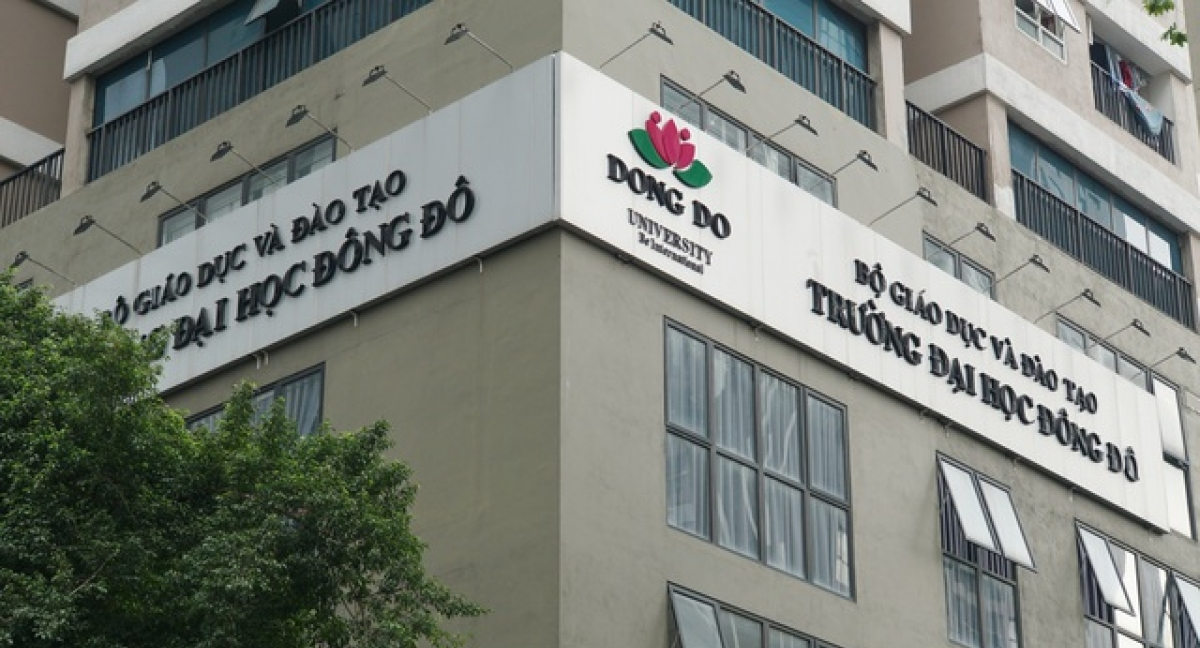 BỘ GIÁO DỤC VÀ ĐÀO TẠO
ĐẠI HỌC ĐÔNG ĐÔ
DONG DO
UNIVERSITY
Be International
BỘ GIÁO DỤC VÀ ĐÀO TẠO
TRƯỜNG ĐẠI HỌC ĐÔNG ĐÔ